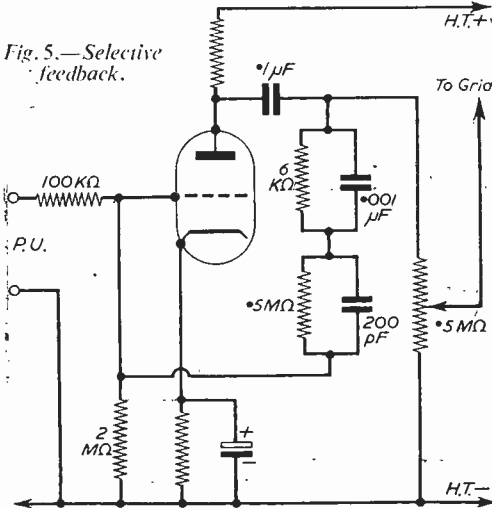 Fig. 5.—Selective
feedback.
H.T.+
•1μF
To Grid
100KΩ
6
KΩ
•001
μF
P.U.
•5MΩ
200
pF
•5MΩ
2
MΩ
+
-
H.T.-